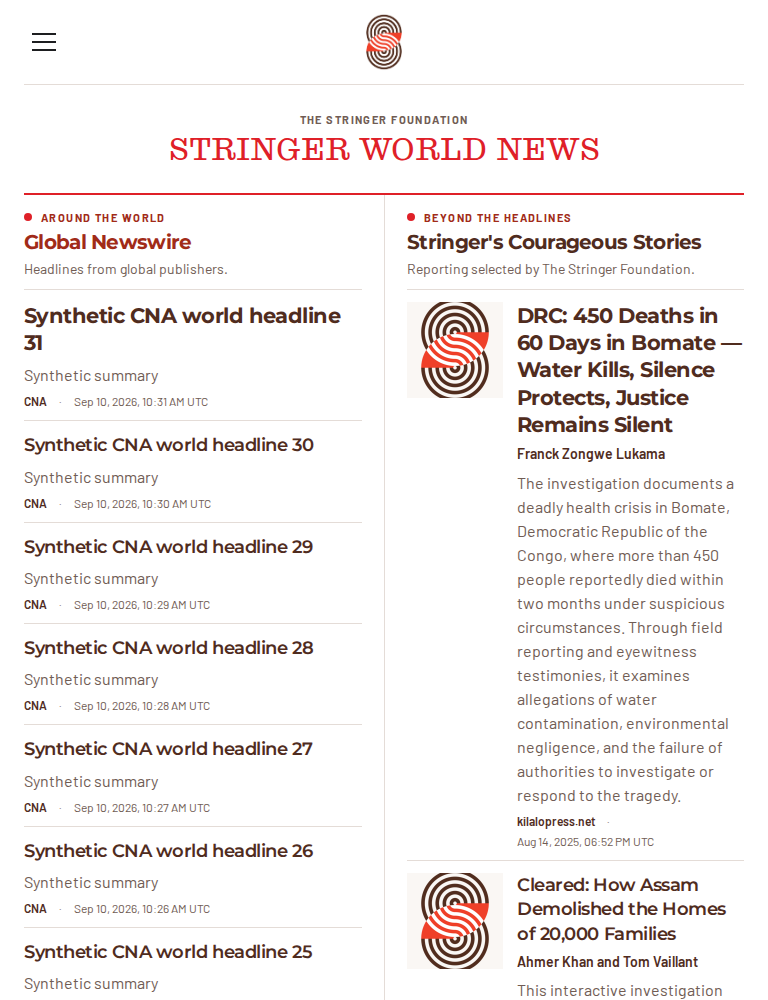 THE STRINGER FOUNDATION
STRINGER WORLD NEWS
AROUND THE WORLD
Global Newswire
Headlines from global publishers.
Synthetic CNA world headline
31
Synthetic summary
CNA · Sep 10, 2026, 10:31 AM UTC
Synthetic CNA world headline 30
Synthetic summary
CNA · Sep 10, 2026, 10:30 AM UTC
Synthetic CNA world headline 29
Synthetic summary
CNA · Sep 10, 2026, 10:29 AM UTC
Synthetic CNA world headline 28
Synthetic summary
CNA · Sep 10, 2026, 10:28 AM UTC
Synthetic CNA world headline 27
Synthetic summary
CNA · Sep 10, 2026, 10:27 AM UTC
Synthetic CNA world headline 26
Synthetic summary
CNA · Sep 10, 2026, 10:26 AM UTC
Synthetic CNA world headline 25
Synthetic summary
BEYOND THE HEADLINES
Stringer's Courageous Stories
Reporting selected by The Stringer Foundation.
DRC: 450 Deaths in
60 Days in Bomate —
Water Kills, Silence
Protects, Justice
Remains Silent
Franck Zongwe Lukama
The investigation documents a
deadly health crisis in Bomate,
Democratic Republic of the
Congo, where more than 450
people reportedly died within
two months under suspicious
circumstances. Through field
reporting and eyewitness
testimonies, it examines
allegations of water
contamination, environmental
negligence, and the failure of
authorities to investigate or
respond to the tragedy.
kilalopress.net ·
Aug 14, 2025, 06:52 PM UTC
Cleared: How Assam
Demolished the Homes
of 20,000 Families
Ahmer Khan and Tom Vaillant
This interactive investigation